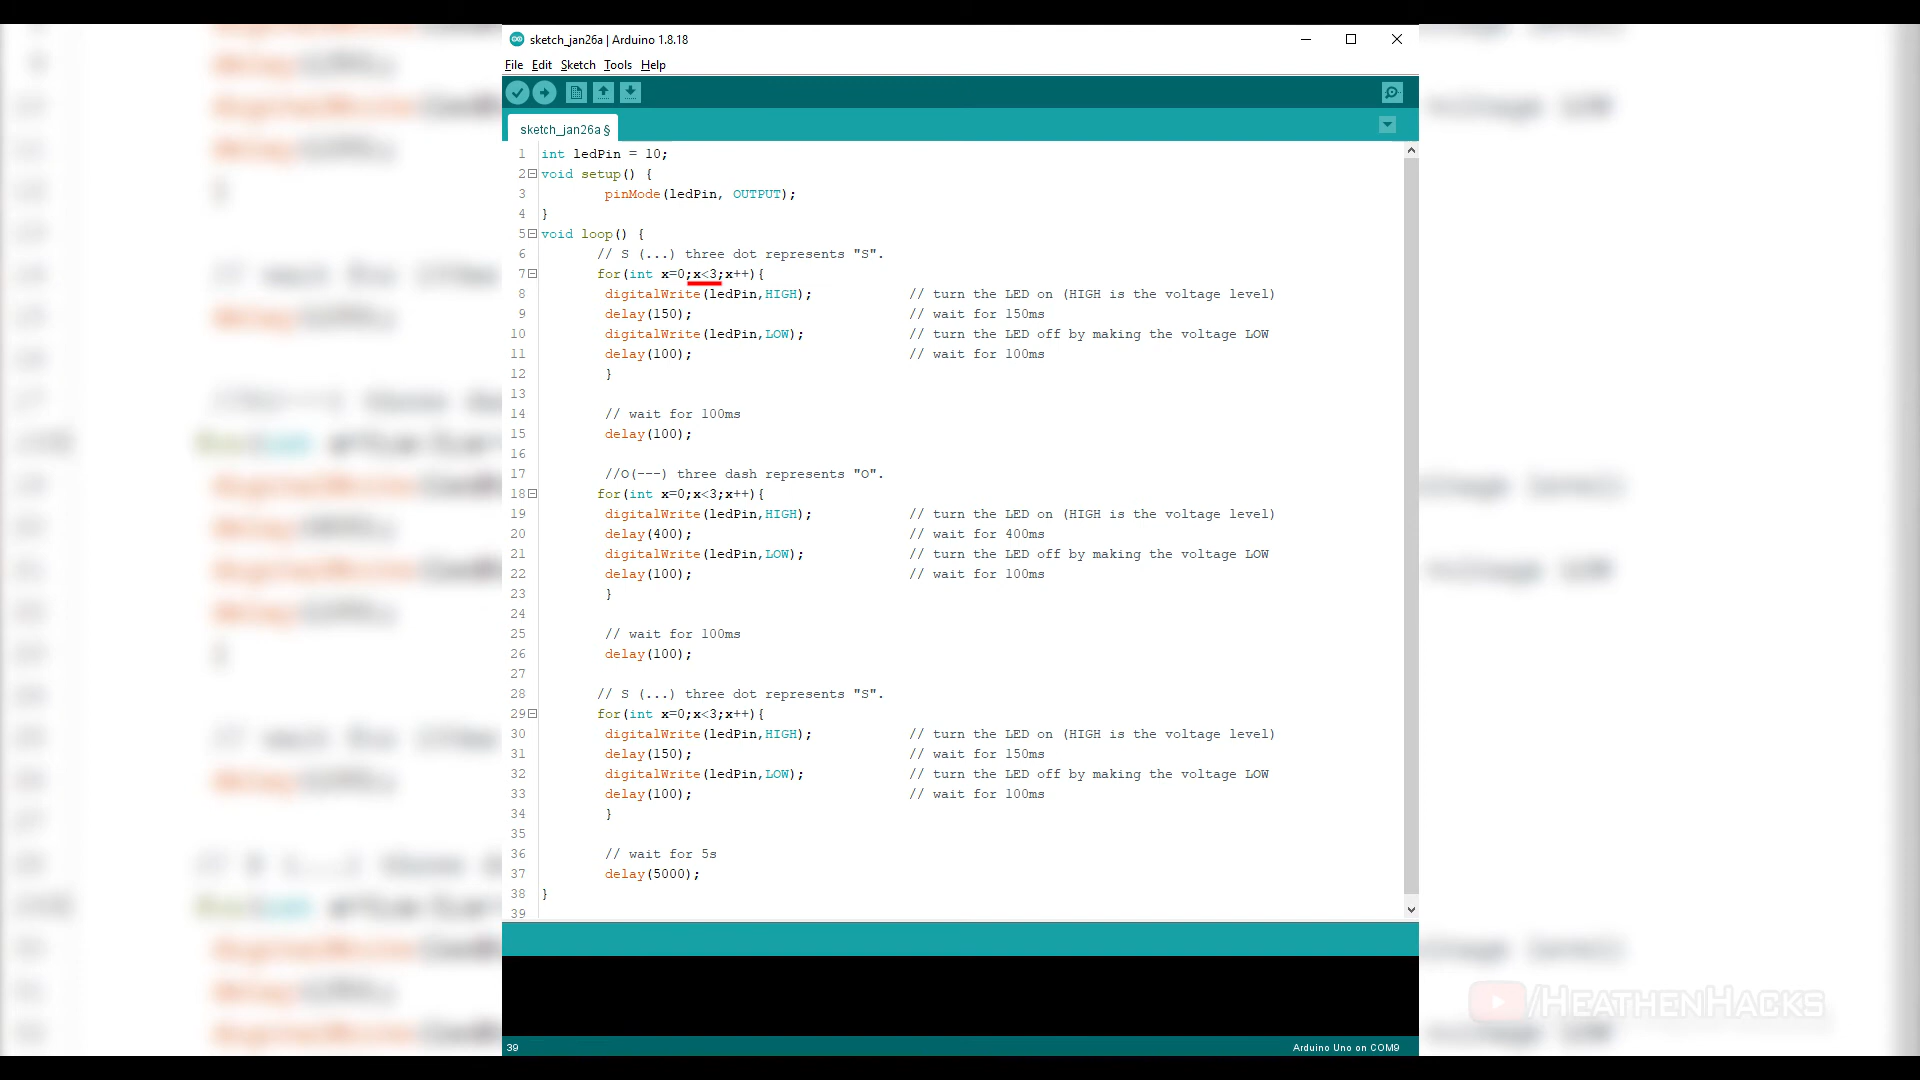 sketch_jan26a | Arduino 1.8.18
File Edit Sketch Tools Help
sketch_jan26a §
1 int ledPin = 10;
2 void setup() {
3 pinMode(ledPin, OUTPUT);
4 }
5 void loop() {
6 // S (...) three dot represents "S".
7 for(int x=0;x<3;x++){
8 digitalWrite(ledPin,HIGH); // turn the LED on (HIGH is the voltage level)
9 delay(150); // wait for 150ms
10 digitalWrite(ledPin,LOW); // turn the LED off by making the voltage LOW
11 delay(100); // wait for 100ms
12 }
13
14 // wait for 100ms
15 delay(100);
16
17 //O(---) three dash represents "O".
18 for(int x=0;x<3;x++){
19 digitalWrite(ledPin,HIGH); // turn the LED on (HIGH is the voltage level)
20 delay(400); // wait for 400ms
21 digitalWrite(ledPin,LOW); // turn the LED off by making the voltage LOW
22 delay(100); // wait for 100ms
23 }
24
25 // wait for 100ms
26 delay(100);
27
28 // S (...) three dot represents "S".
29 for(int x=0;x<3;x++){
30 digitalWrite(ledPin,HIGH); // turn the LED on (HIGH is the voltage level)
31 delay(150); // wait for 150ms
32 digitalWrite(ledPin,LOW); // turn the LED off by making the voltage LOW
33 delay(100); // wait for 100ms
34 }
35
36 // wait for 5s
37 delay(5000);
38 }
39
/HEATHENHACKS
39 Arduino Uno on COM9